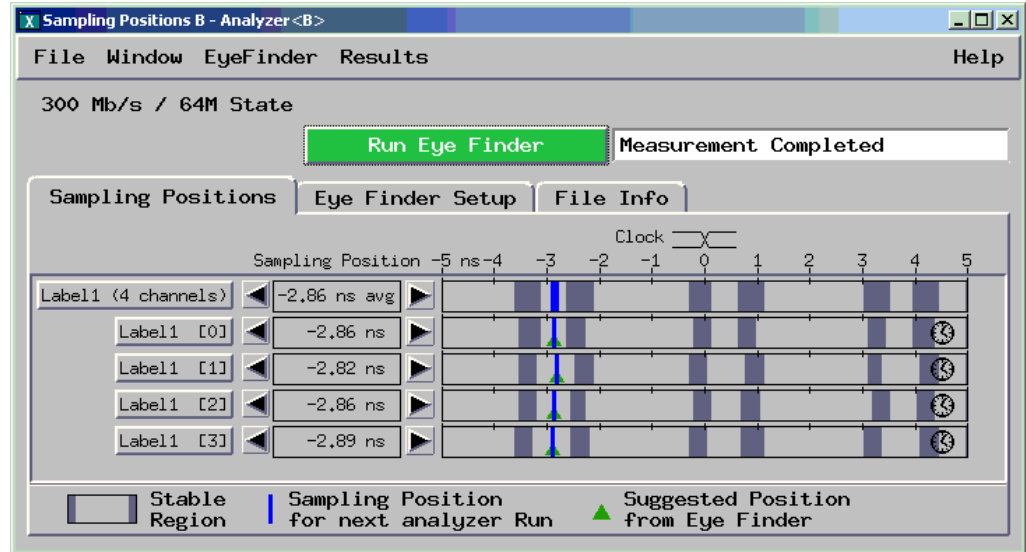 X Sampling Positions B - Analyzer<B>
File Window EyeFinder Results Help
300 Mb/s / 64M State
Run Eye Finder Measurement Completed
Sampling Positions Eye Finder Setup File Info
Clock
Sampling Position -5 ns -4 -3 -2 -1 0 1 2 3 4 5
Label1 (4 channels) -2.86 ns avg
Label1 [0] -2.86 ns
Label1 [1] -2.82 ns
Label1 [2] -2.86 ns
Label1 [3] -2.89 ns
Stable Sampling Position Suggested Position
Region for next analyzer Run from Eye Finder